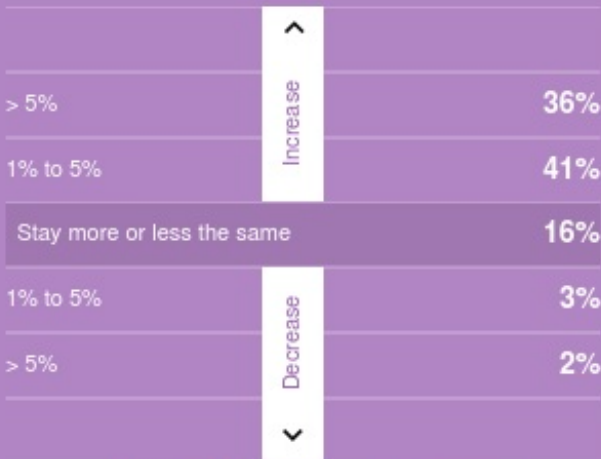 > 5% 36%
Increase
1% to 5% 41%
Stay more or less the same 16%
1% to 5% 3%
Decrease
> 5% 2%